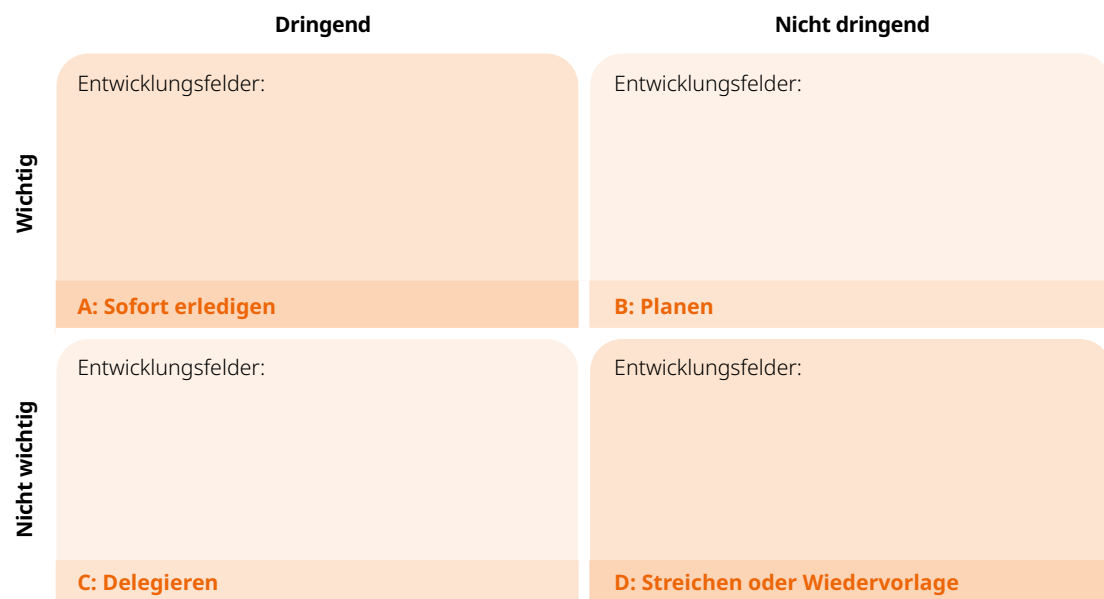 Dringend
Nicht dringend
Wichtig
Entwicklungsfelder:
Entwicklungsfelder:
A: Sofort erledigen
B: Planen
Nicht wichtig
Entwicklungsfelder:
Entwicklungsfelder:
C: Delegieren
D: Streichen oder Wiedervorlage